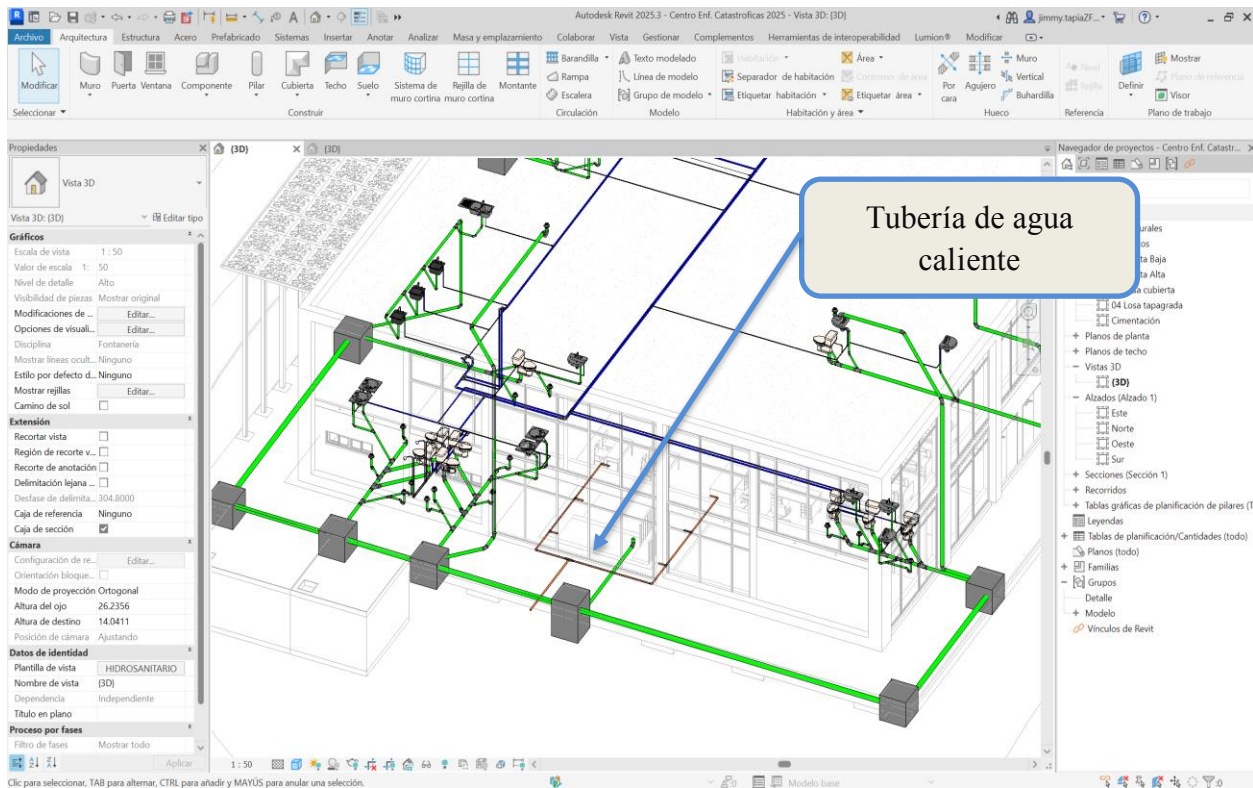 Autodesk Revit 2025.3 - Centro Enf. Catastroficas 2025 - Vista 3D: {3D}
jimmy.tapiaZF...
Archivo Arquitectura Estructura Acero Prefabricado Sistemas Insertar Anotar Analizar Masa y emplazamiento Colaborar Vista Gestionar Complementos Herramientas de interoperabilidad Lumion® Modificar
Modificar
Muro Puerta Ventana Componente Pilar Cubierta Techo Suelo Sistema de muro cortina Rejilla de muro cortina Montante
Barandilla
Rampa
Escalera
Texto modelado
Línea de modelo
Grupo de modelo
Habitación
Separador de habitación
Etiquetar habitación
Área
Contorno de área
Etiquetar área
Por cara
Agujero
Muro
Vertical
Buhardilla
Nivel
Rejilla
Definir
Mostrar
Plano de referencia
Visor
Seleccionar Construir Circulación Modelo Habitación y área Hueco Referencia Plano de trabajo
Propiedades
Vista 3D
Vista 3D: {3D} Editar tipo
Gráficos
Escala de vista 1 : 50
Valor de escala 1: 50
Nivel de detalle Alto
Visibilidad de piezas Mostrar original
Modificaciones de ... Editar...
Opciones de visuali... Editar...
Disciplina Fontanería
Mostrar líneas ocult... Ninguno
Estilo por defecto d... Ninguno
Mostrar rejillas Editar...
Camino de sol
Extensión
Recortar vista
Región de recorte v...
Recorte de anotación
Delimitación lejana ...
Desfase de delimita... 304.8000
Caja de referencia Ninguno
Caja de sección
Cámara
Configuración de re... Editar...
Orientación bloque...
Modo de proyección Ortogonal
Altura del ojo 26.2356
Altura de destino 14.0411
Posición de cámara Ajustando
Datos de identidad
Plantilla de vista HIDROSANITARIO
Nombre de vista {3D}
Dependencia Independiente
Título en plano
Proceso por fases
Filtro de fases Mostrar todo
Aplicar
{3D}
{3D}
Tubería de agua
caliente
Navegador de proyectos - Centro Enf. Catastr...
urales
os
ta Baja
ta Alta
a cubierta
04 Losa tapagrada
Cimentación
Planos de planta
Planos de techo
Vistas 3D
{3D}
Alzados (Alzado 1)
Este
Norte
Oeste
Sur
Secciones (Sección 1)
Recorridos
Tablas gráficas de planificación de pilares (T
Leyendas
Tablas de planificación/Cantidades (todo)
Planos (todo)
Familias
Grupos
Detalle
Modelo
Vínculos de Revit
1 : 50
Clic para seleccionar, TAB para alternar, CTRL para añadir y MAYÚS para anular una selección.
:0
Modelo base
:0